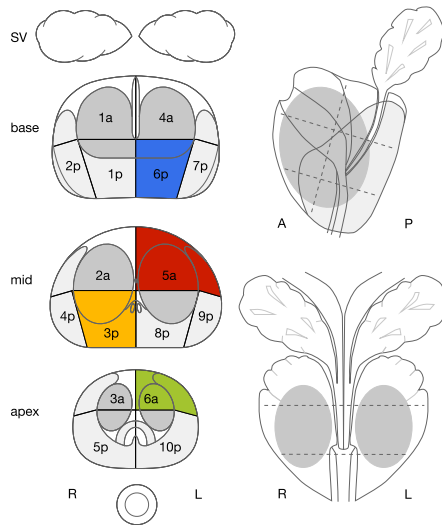 SV
base
1a 4a
2p 1p 6p 7p
A P
mid
2a 5a
4p 3p 8p 9p
apex
3a 6a
5p 10p
R L
R L